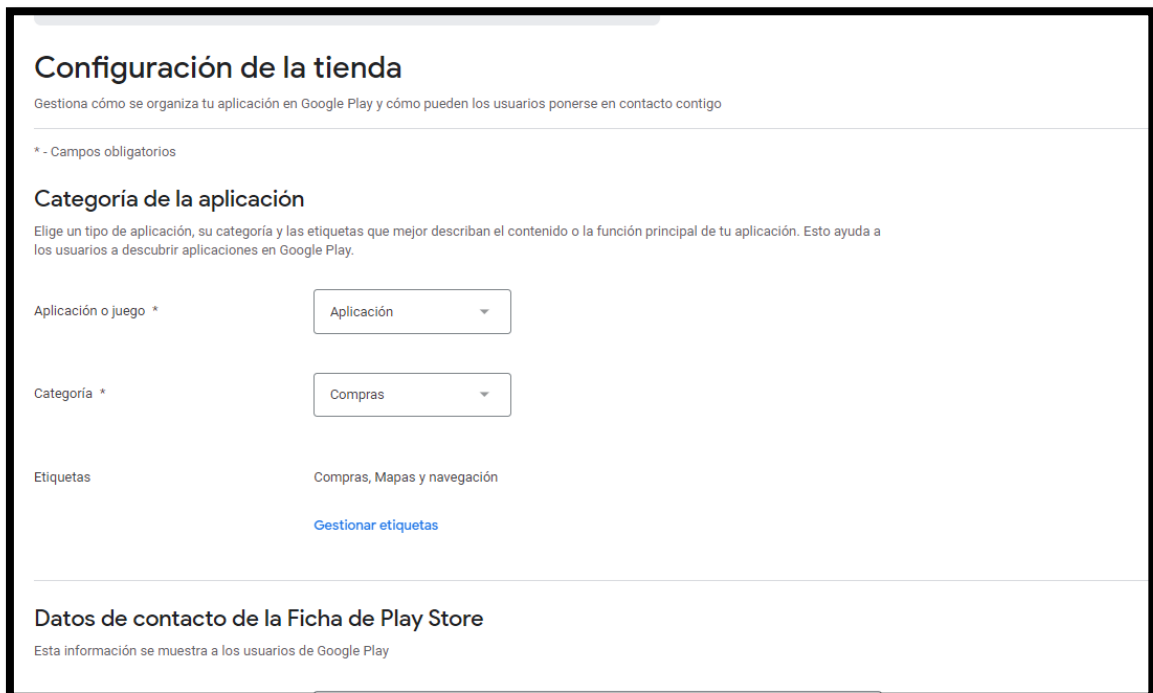 Configuración de la tienda
Gestiona cómo se organiza tu aplicación en Google Play y cómo pueden los usuarios ponerse en contacto contigo
* - Campos obligatorios
Categoría de la aplicación
Elige un tipo de aplicación, su categoría y las etiquetas que mejor describan el contenido o la función principal de tu aplicación. Esto ayuda a
los usuarios a descubrir aplicaciones en Google Play.
Aplicación o juego * Aplicación
Categoría * Compras
Etiquetas Compras, Mapas y navegación
Gestionar etiquetas
Datos de contacto de la Ficha de Play Store
Esta información se muestra a los usuarios de Google Play